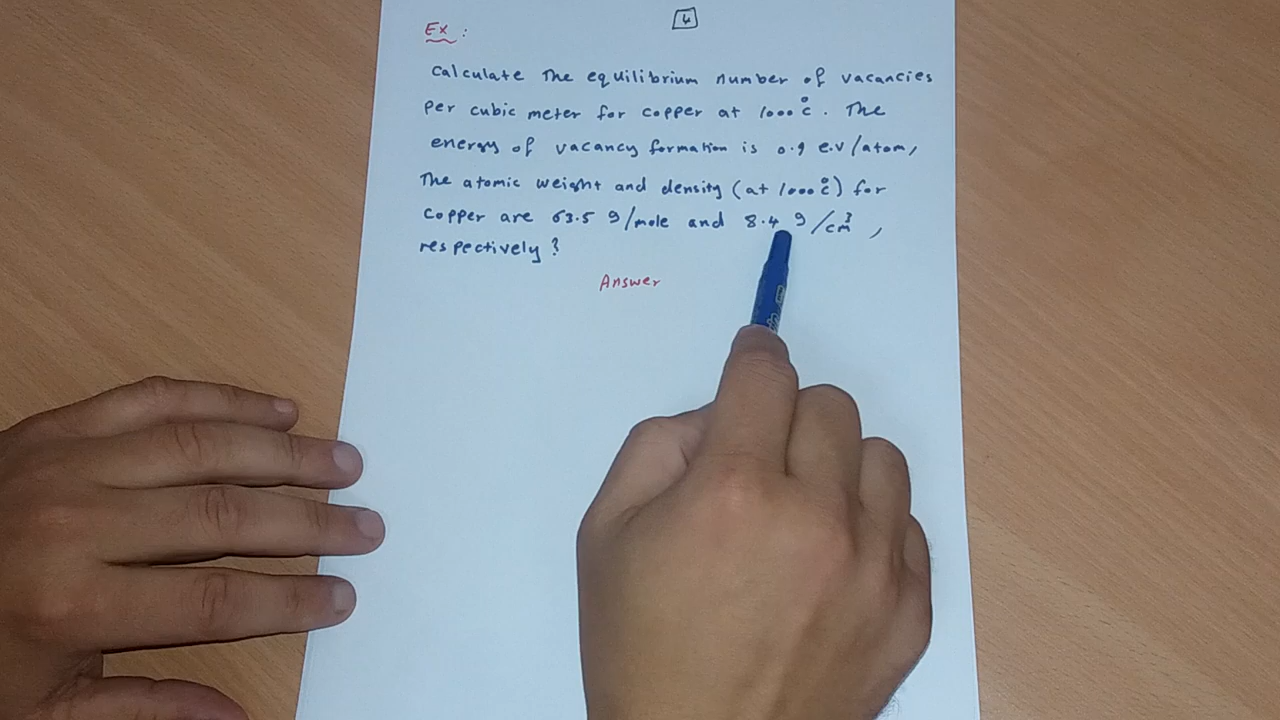 4
Ex :
Calculate The equilibrium number of vacancies
per cubic meter for copper at 1000 °C . The
energy of vacancy formation is 0.9 e.v/atom,
The atomic weight and density (at 1000 °C) for
Copper are 63.5 g/mole and 8.4 g/cm³ ,
respectively ?
Answer